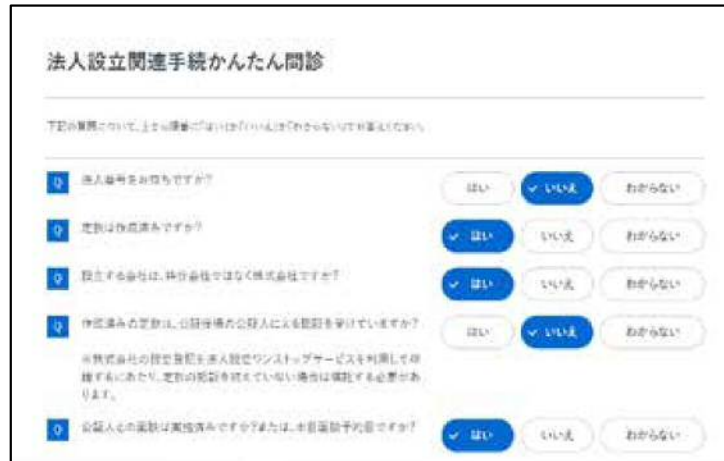 法人設立関連手続かんたん問診
下記の質問について、上から順番に「はい」か「いいえ」か「わからない」でお答えください。
Q 法人番号をお持ちですか? はい ✓ いいえ わからない
Q 定款は作成済みですか? ✓ はい いいえ わからない
Q 設立する会社は、持分会社ではなく株式会社ですか? ✓ はい いいえ わからない
Q 作成済みの定款は、公証役場の公証人による認証を受けていますか? はい ✓ いいえ わからない
※株式会社の設立登記を法人設立ワンストップサービスを利用して申
請するにあたり、定款の認証を終えていない場合は嘱託する必要があ
ります。
Q 公証人との面談は実施済みですか?または、本日面談予約日ですか? ✓ はい いいえ わからない